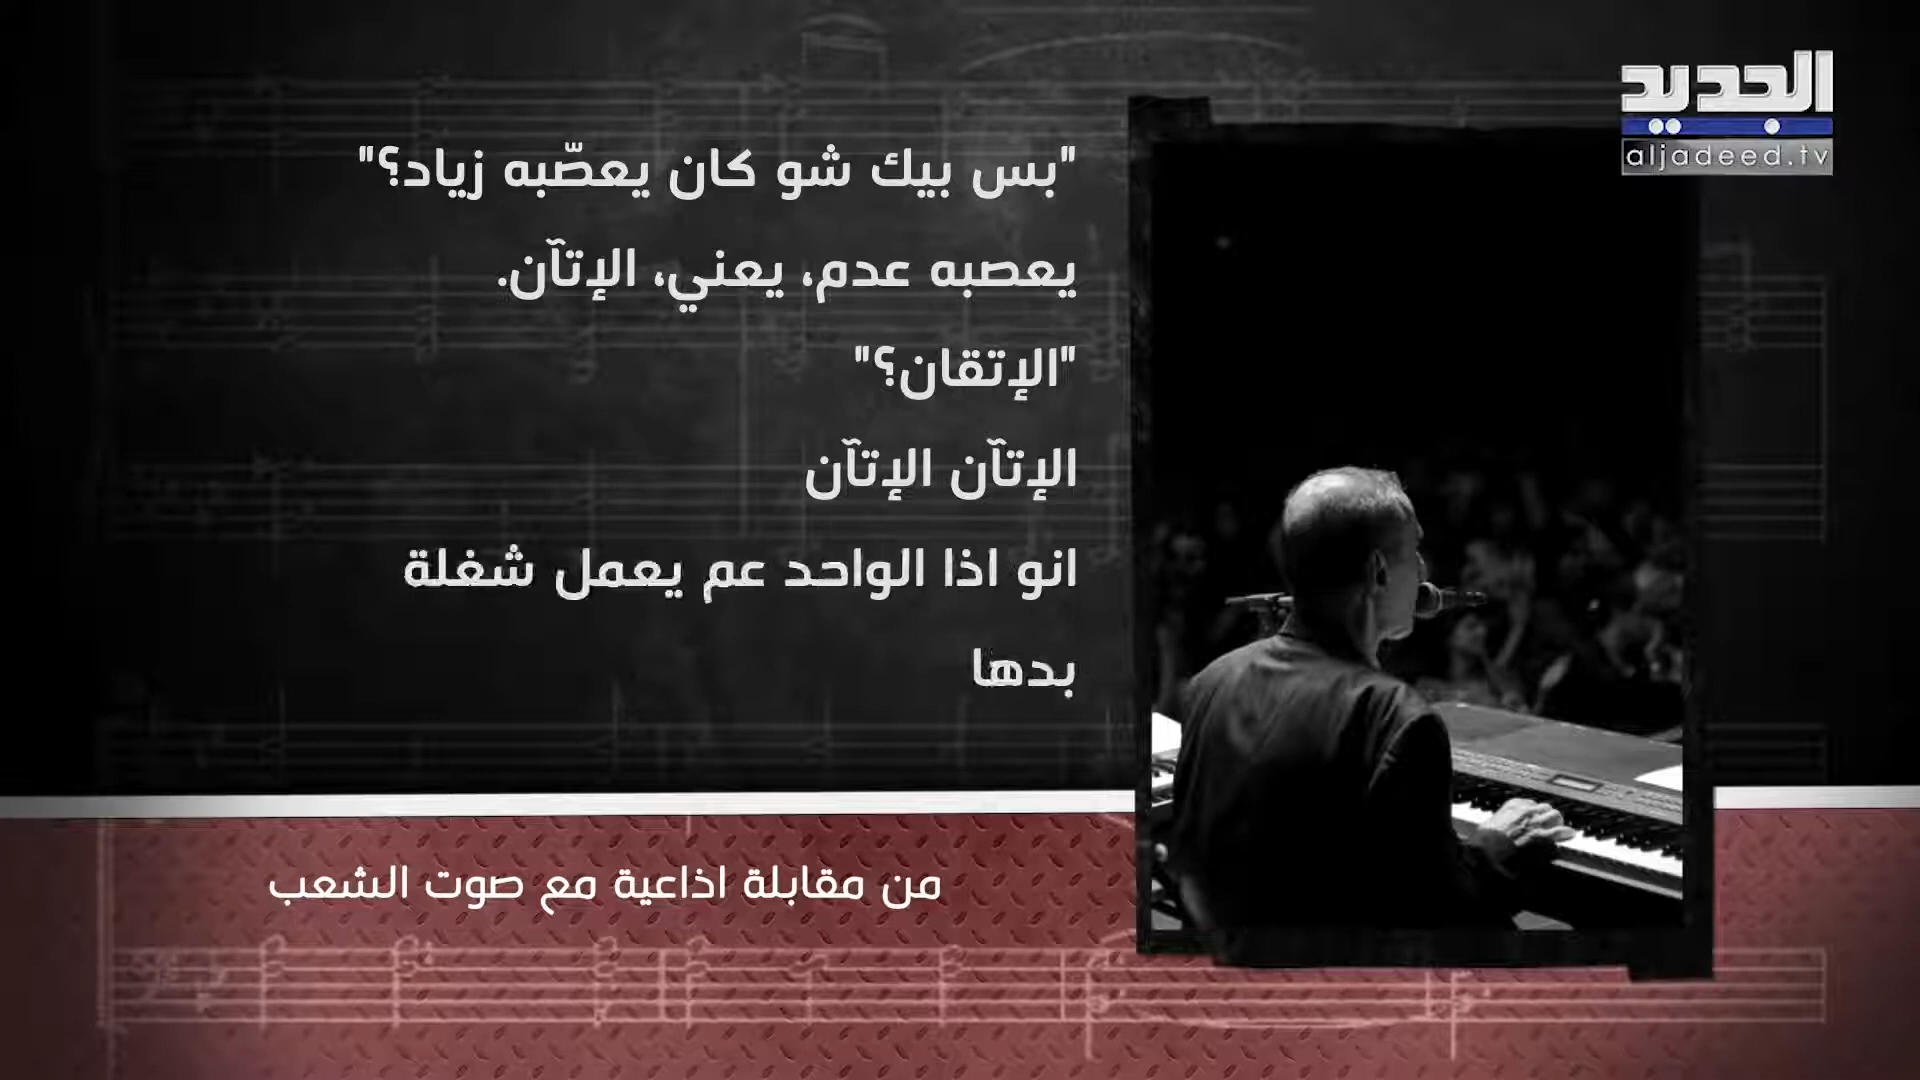 الجديد
aljadeed.tv
"بس بيك شو كان يعصّبه زياد؟"
يعصبه عدم، يعني، الإتآن.
"الإتقان؟"
الإتآن الإتآن
انو اذا الواحد عم يعمل شغلة
بدها
من مقابلة اذاعية مع صوت الشعب